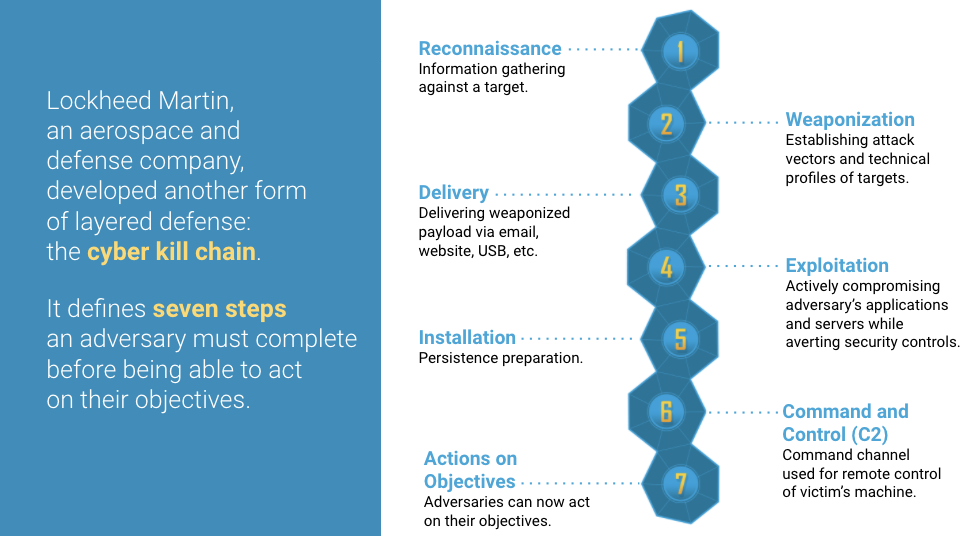 Lockheed Martin,
an aerospace and
defense company,
developed another form
of layered defense:
the cyber kill chain.
It defines seven steps
an adversary must complete
before being able to act
on their objectives.
Reconnaissance
Information gathering
against a target.
1
2
Weaponization
Establishing attack
vectors and technical
profiles of targets.
Delivery
Delivering weaponized
payload via email,
website, USB, etc.
3
4
Exploitation
Actively compromising
adversary’s applications
and servers while
averting security controls.
Installation
Persistence preparation.
5
6
Command and
Control (C2)
Command channel
used for remote control
of victim’s machine.
Actions on
Objectives
Adversaries can now act
on their objectives.
7